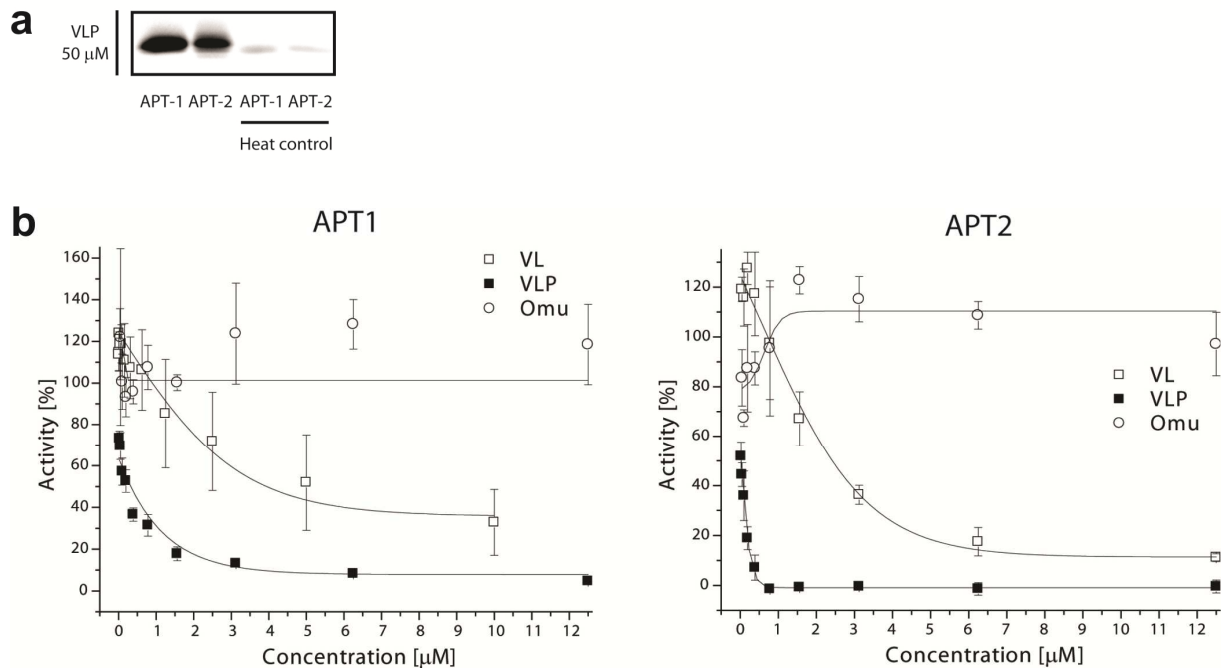 a
VLP
50 μM
APT-1 APT-2 APT-1 APT-2
Heat control
b
APT1
Activity [%]
160
140
120
100
80
60
40
20
0
VL
VLP
Omu
0 1 2 3 4 5 6 7 8 9 10 11 12
Concentration [μM]
APT2
Activity [%]
120
100
80
60
40
20
0
VL
VLP
Omu
0 1 2 3 4 5 6 7 8 9 10 11 12
Concentration [μM]